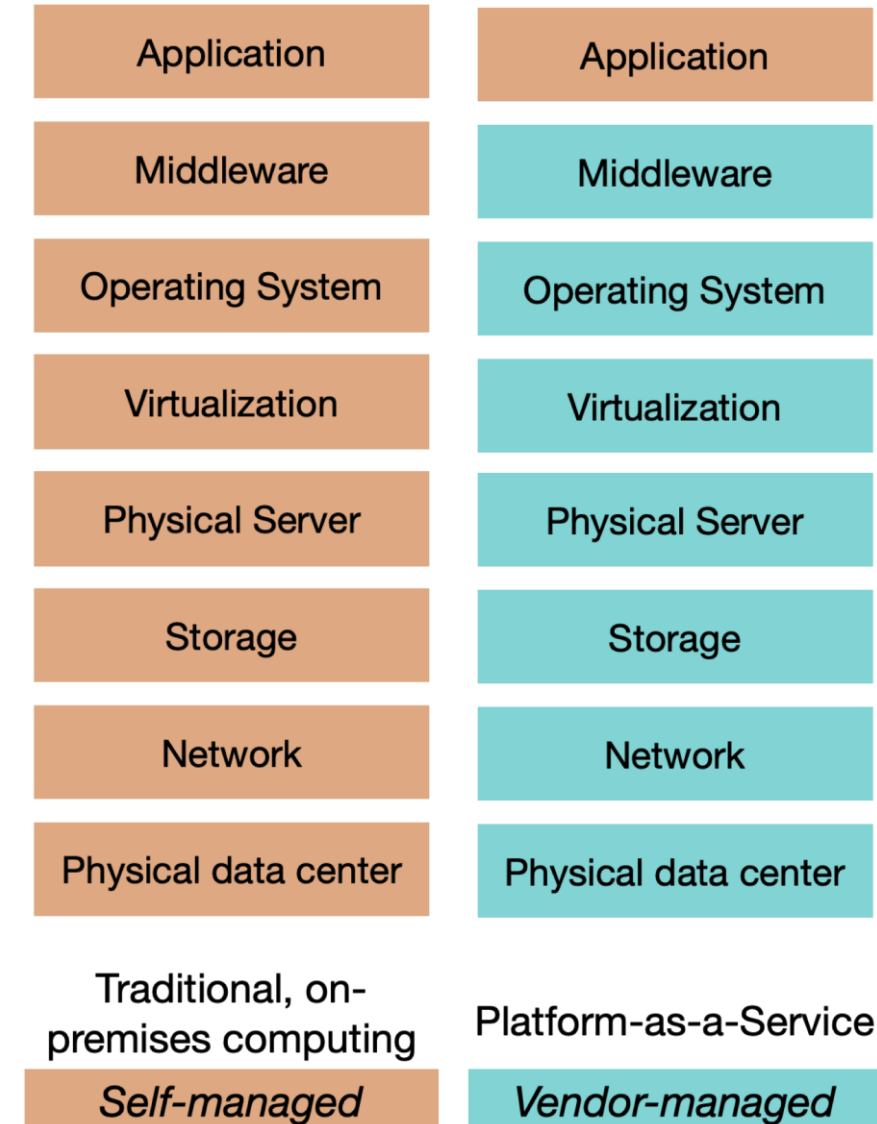 Application
Middleware
Operating System
Virtualization
Physical Server
Storage
Network
Physical data center
Traditional, on-
premises computing
Self-managed
Application
Middleware
Operating System
Virtualization
Physical Server
Storage
Network
Physical data center
Platform-as-a-Service
Vendor-managed